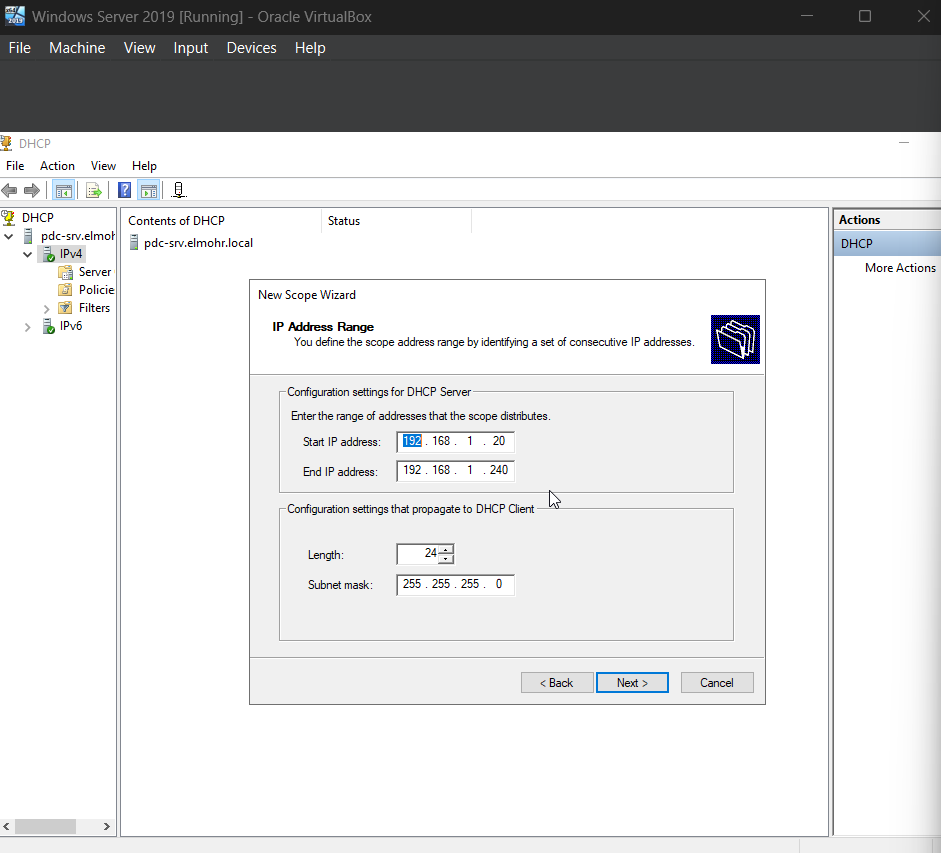 Windows Server 2019 [Running] - Oracle VirtualBox
File Machine View Input Devices Help
DHCP
File Action View Help
DHCP
pdc-srv.elmohr
IPv4
Server
Policie
Filters
IPv6
Contents of DHCP Status
pdc-srv.elmohr.local
Actions
DHCP
More Actions
New Scope Wizard
IP Address Range
You define the scope address range by identifying a set of consecutive IP addresses.
Configuration settings for DHCP Server
Enter the range of addresses that the scope distributes.
Start IP address: 192 . 168 . 1 . 20
End IP address: 192 . 168 . 1 . 240
Configuration settings that propagate to DHCP Client
Length: 24
Subnet mask: 255 . 255 . 255 . 0
< Back Next > Cancel